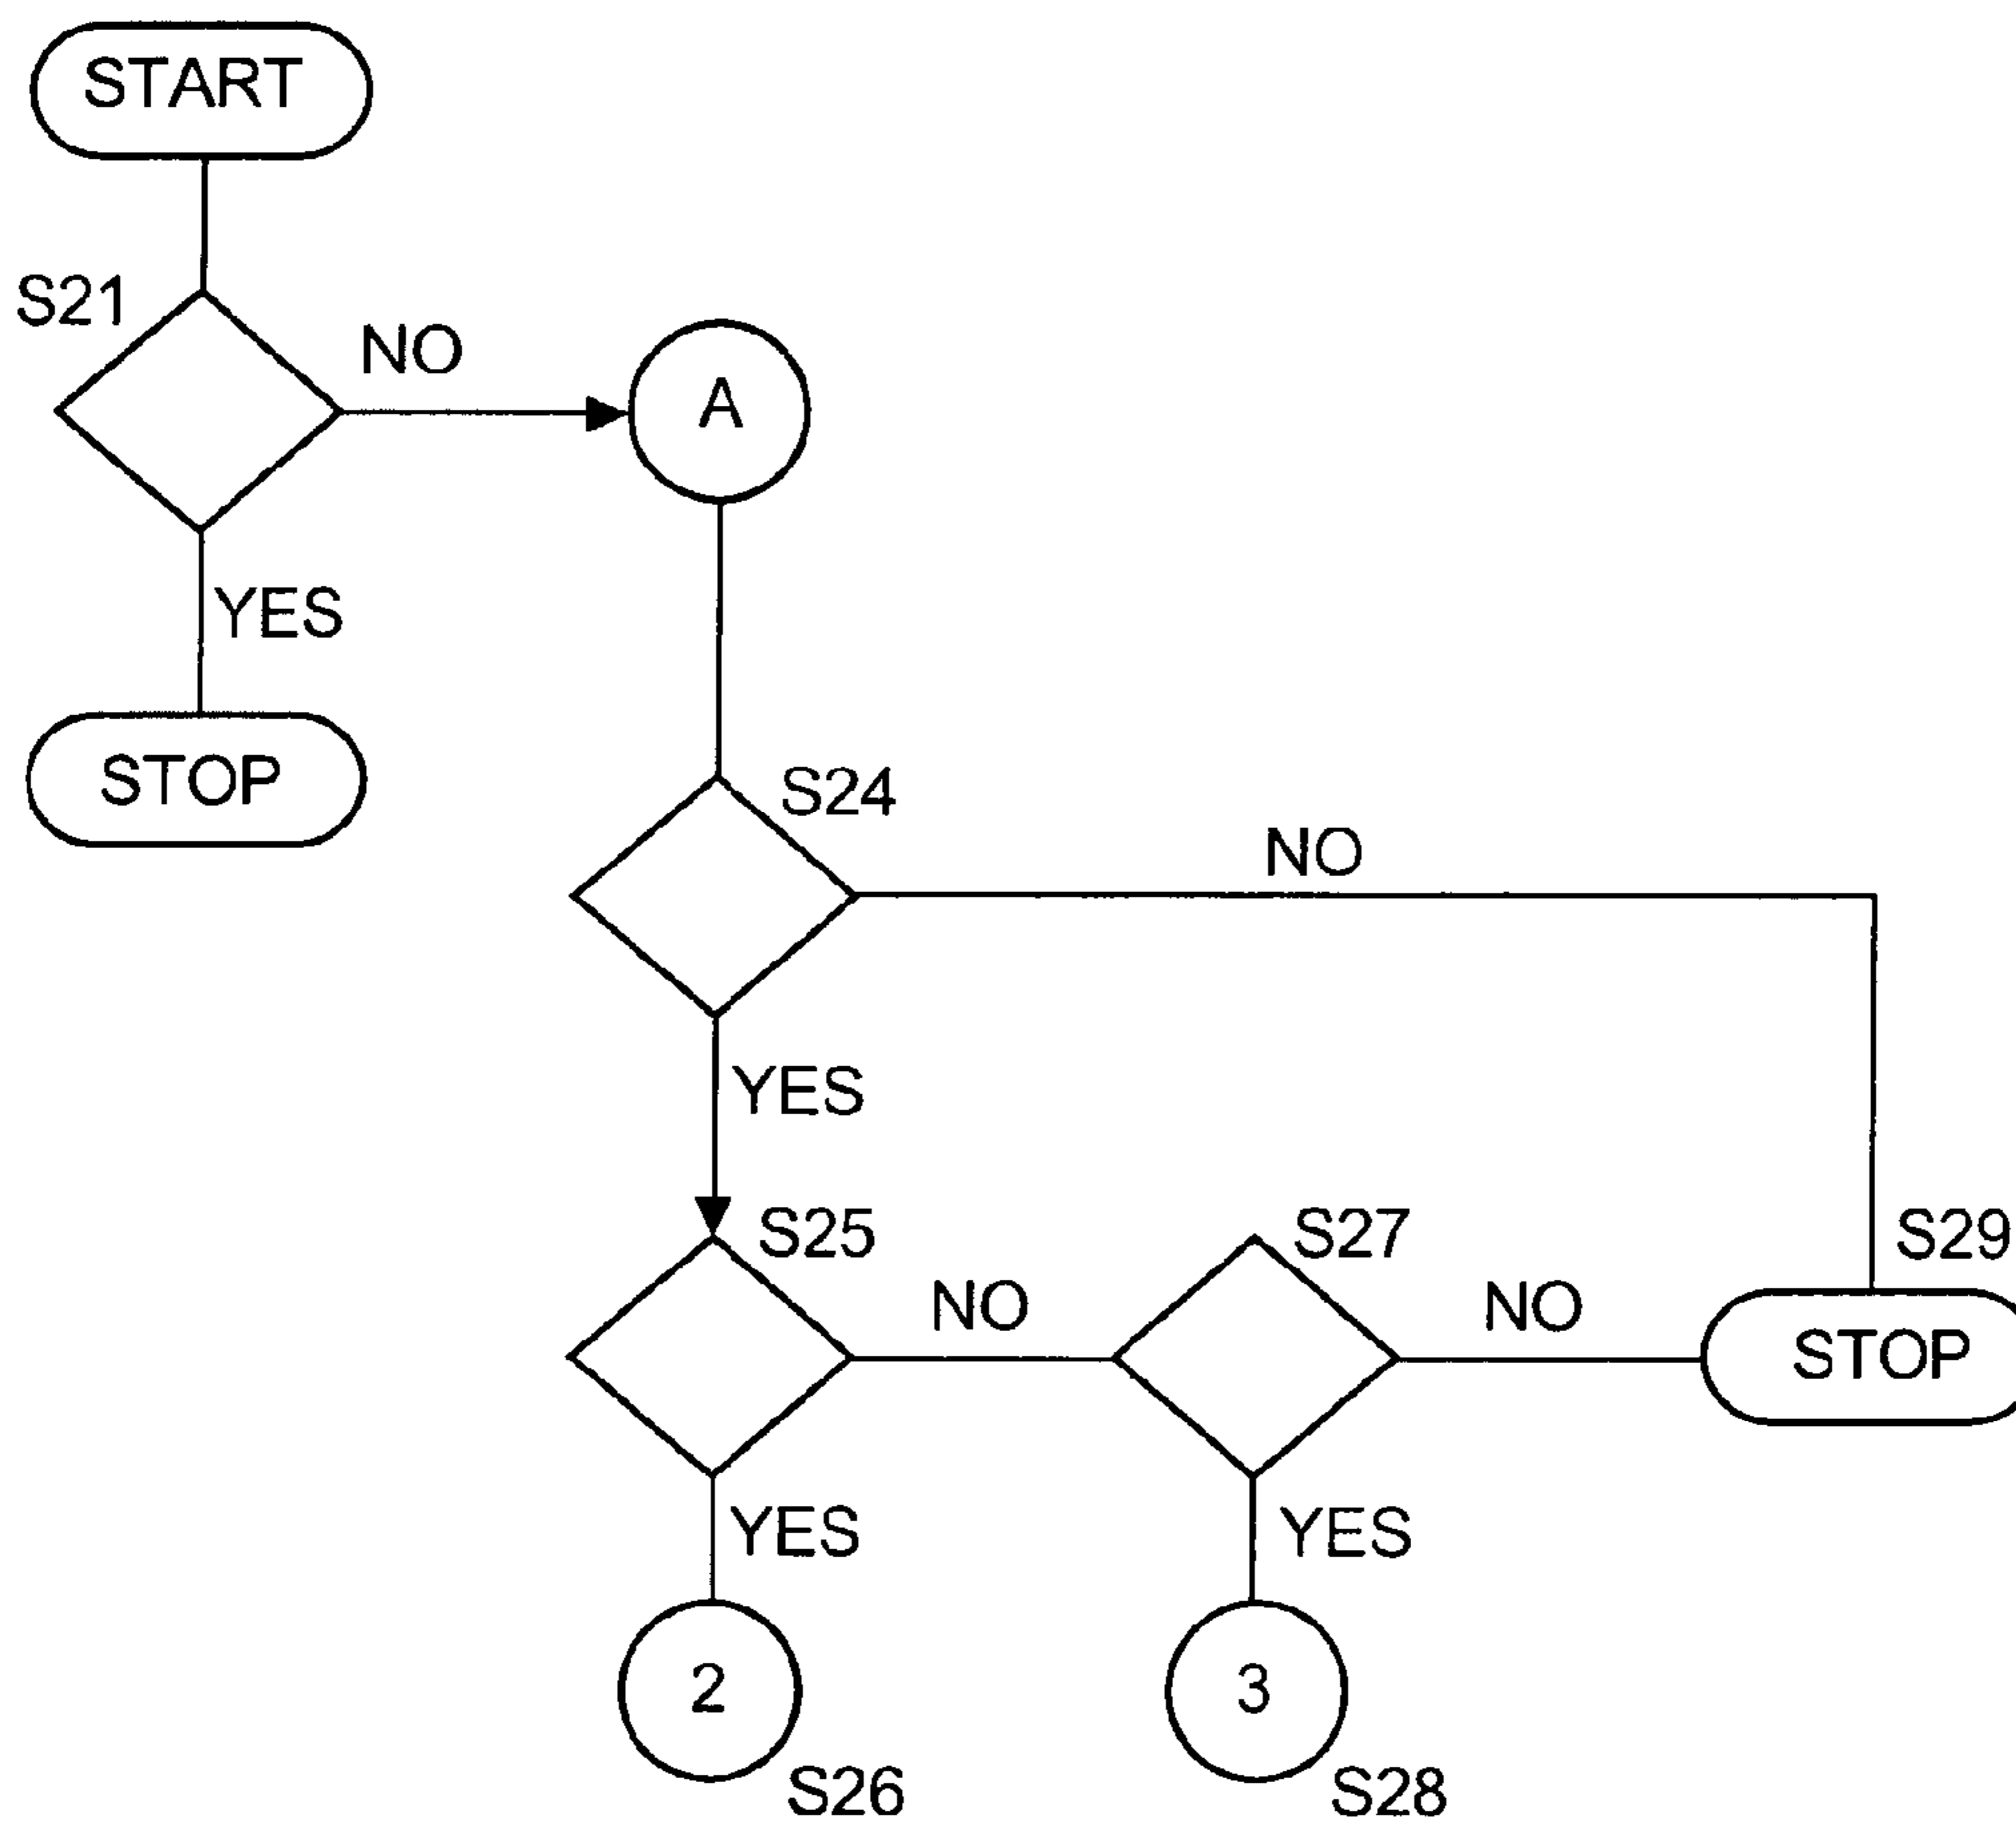 START
S21
NO
A
YES
STOP
S24
NO
YES
S25
S27
S29
NO
NO
STOP
YES
YES
2
3
S26
S28